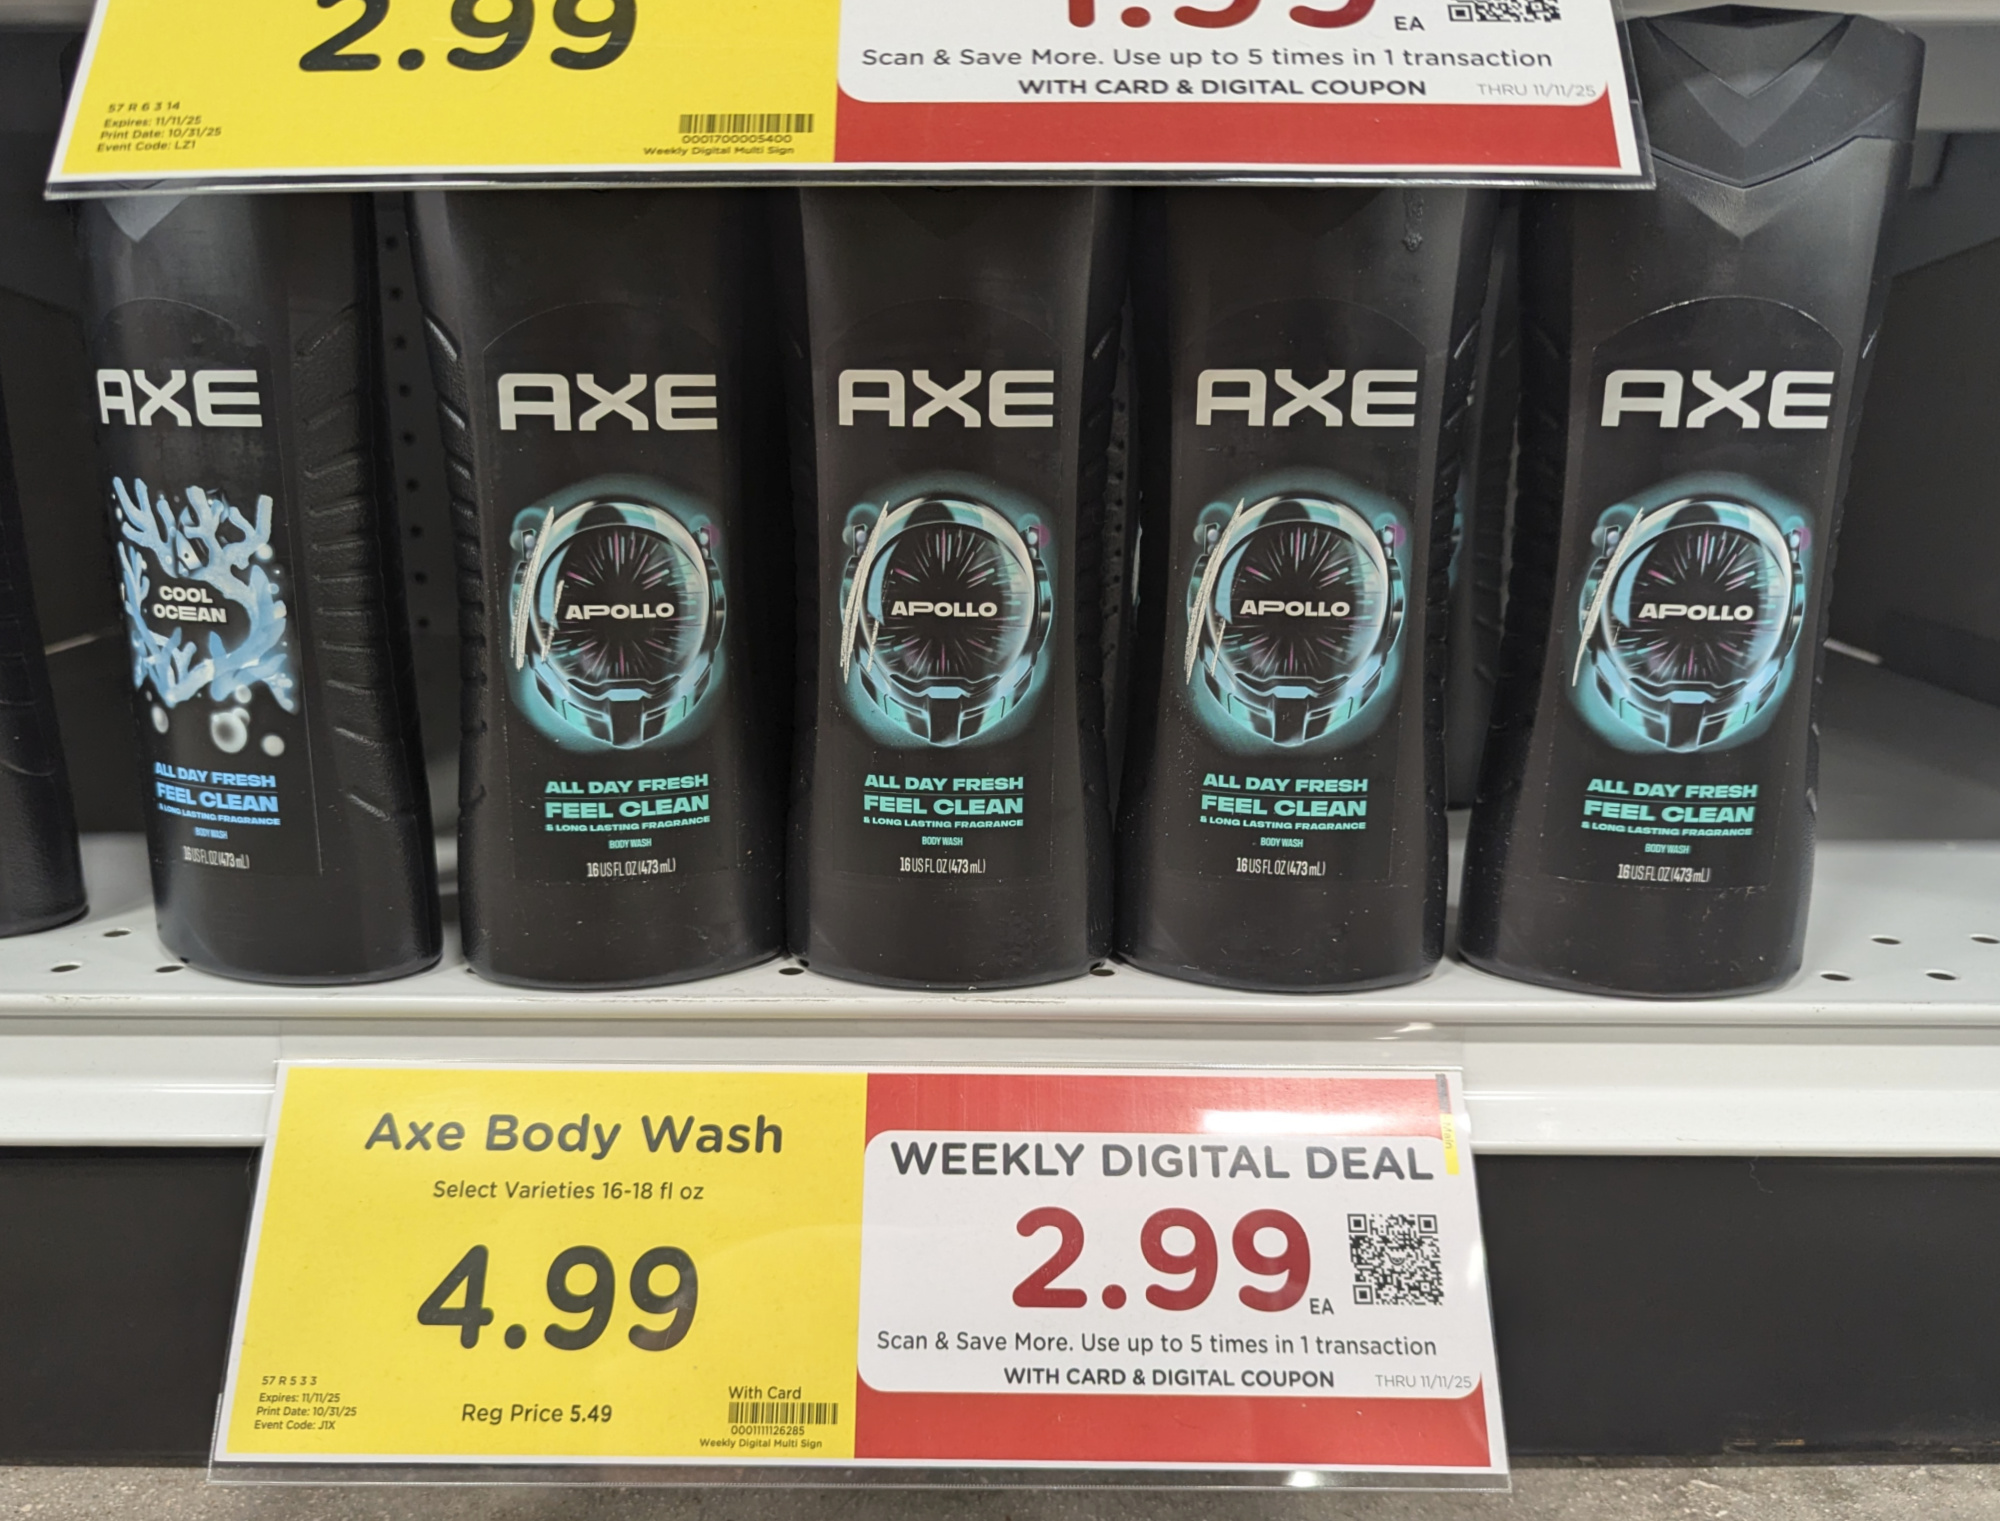 2.99
57 R 6 3 14
Expires: 11/11/25
Print Date: 10/31/25
Event Code: LZ1
0001700005400
Weekly Digital Multi Sign
1.99
EA
Scan & Save More. Use up to 5 times in 1 transaction
WITH CARD & DIGITAL COUPON
THRU 11/11/25
AXE
COOL
OCEAN
ALL DAY FRESH
FEEL CLEAN
& LONG LASTING FRAGRANCE
BODY WASH
16 US FL OZ (473 mL)
AXE
APOLLO
ALL DAY FRESH
FEEL CLEAN
& LONG LASTING FRAGRANCE
BODY WASH
16 US FL OZ (473 mL)
AXE
APOLLO
ALL DAY FRESH
FEEL CLEAN
& LONG LASTING FRAGRANCE
BODY WASH
16 US FL OZ (473 mL)
AXE
APOLLO
ALL DAY FRESH
FEEL CLEAN
& LONG LASTING FRAGRANCE
BODY WASH
16 US FL OZ (473 mL)
AXE
APOLLO
ALL DAY FRESH
FEEL CLEAN
& LONG LASTING FRAGRANCE
BODY WASH
16 US FL OZ (473 mL)
Axe Body Wash
Select Varieties 16-18 fl oz
4.99
57 R 5 3 3
Expires: 11/11/25
Print Date: 10/31/25
Event Code: J1X
Reg Price 5.49
With Card
0001111126285
Weekly Digital Multi Sign
Main
WEEKLY DIGITAL DEAL
2.99
EA
Scan & Save More. Use up to 5 times in 1 transaction
WITH CARD & DIGITAL COUPON
THRU 11/11/25